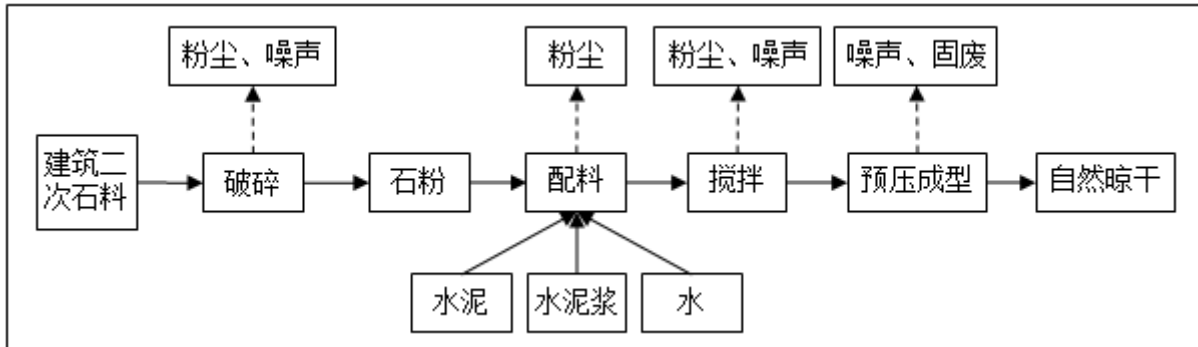 粉尘、噪声
粉尘
粉尘、噪声
噪声、固废
建筑二
次石料
破碎
石粉
配料
搅拌
预压成型
自然晾干
水泥
水泥浆
水